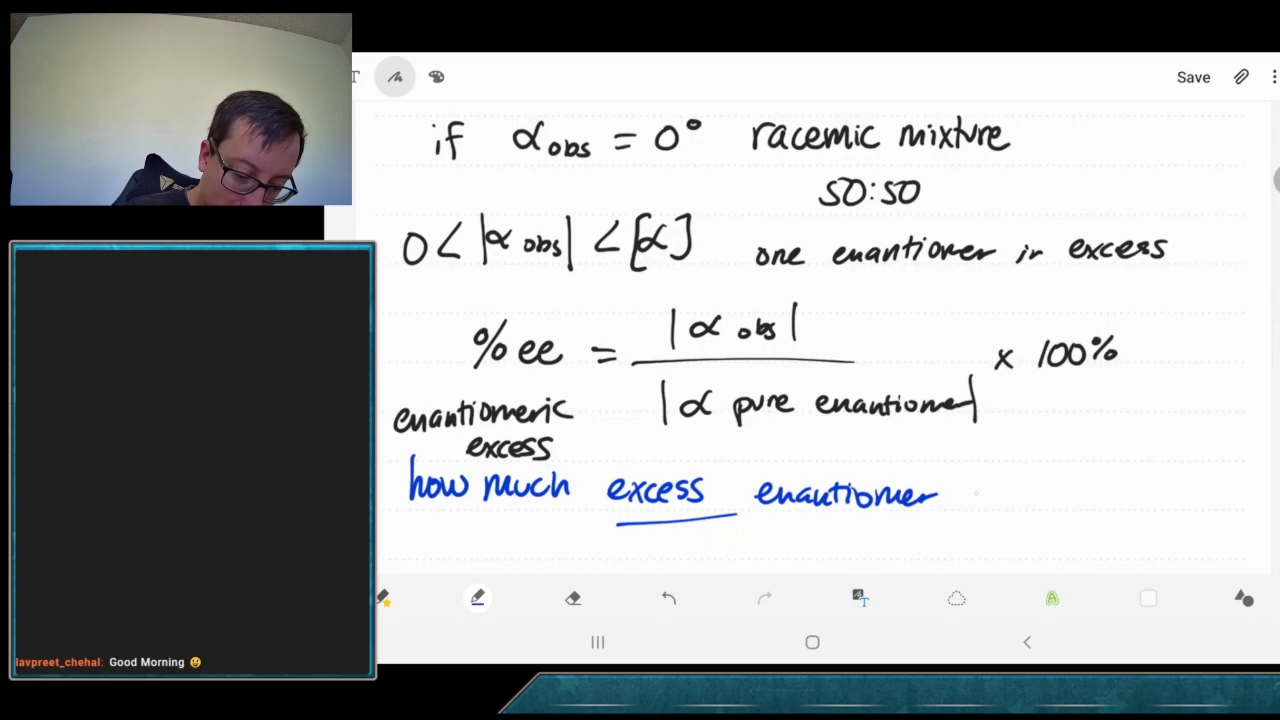 T
Save
if α obs = 0° racemic mixture
50:50
0 < |α obs| < [α] one enantiomer in excess
%ee = |α obs| / |α pure enantiomer| x 100%
enantiomeric
excess
how much excess enantiomer
lavpreet_chehal: Good Morning 😃